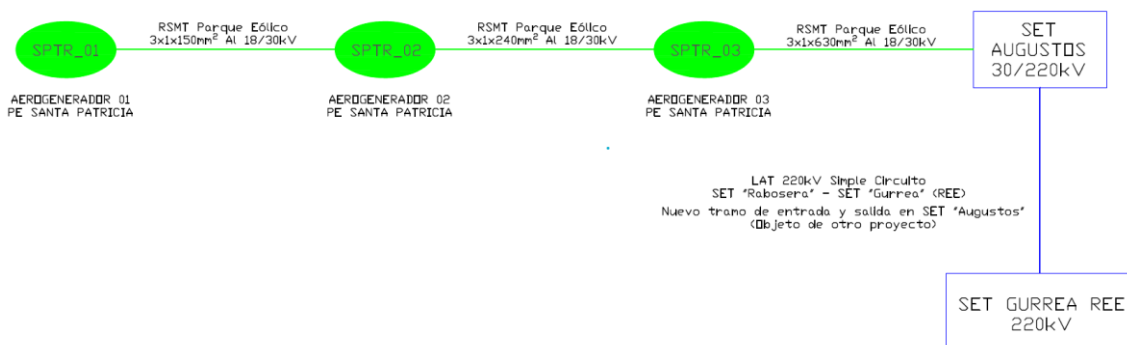 RSMT Parque Eólico
3x1x150mm² Al 18/30kV
RSMT Parque Eólico
3x1x240mm² Al 18/30kV
RSMT Parque Eólico
3x1x630mm² Al 18/30kV
SPTR_01
SPTR_02
SPTR_03
SET
AUGUSTOS
30/220kV
AEROGENERADOR 01
PE SANTA PATRICIA
AEROGENERADOR 02
PE SANTA PATRICIA
AEROGENERADOR 03
PE SANTA PATRICIA
LAT 220kV Simple Circuito
SET "Rabosera" - SET "Gurrea" (REE)
Nuevo tramo de entrada y salida en SET "Augustos"
(Objeto de otro proyecto)
SET GURREA REE
220kV